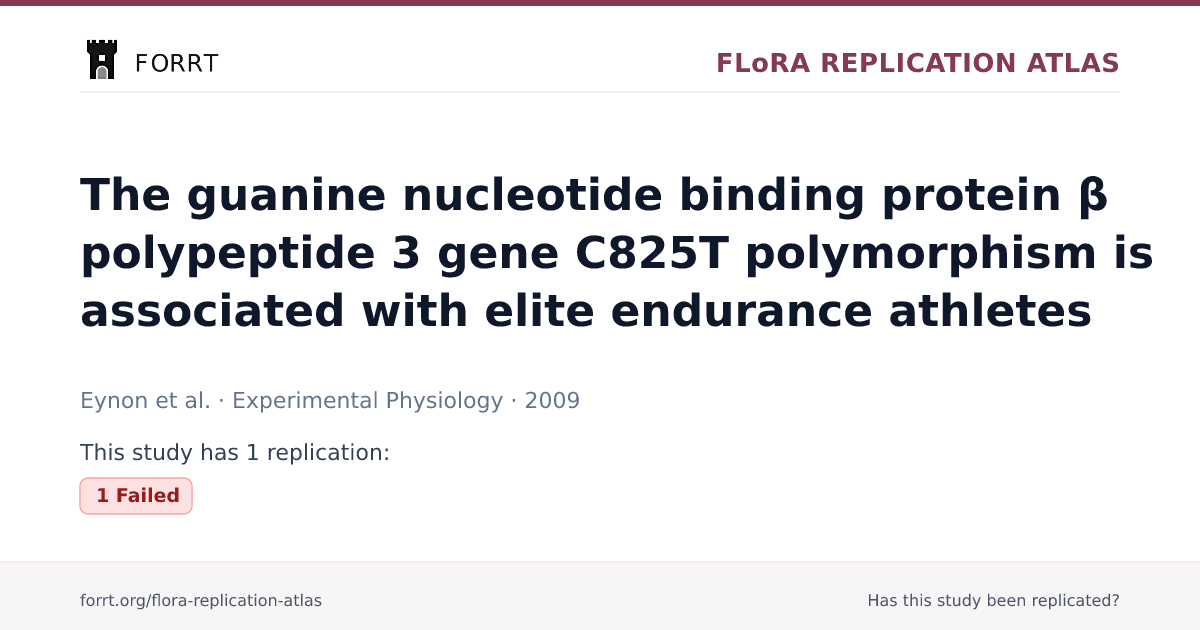 FORRT
FLoRA REPLICATION ATLAS
The guanine nucleotide binding protein β
polypeptide 3 gene C825T polymorphism is
associated with elite endurance athletes
Eynon et al. · Experimental Physiology · 2009
This study has 1 replication:
1 Failed
forrt.org/flora-replication-atlas
Has this study been replicated?